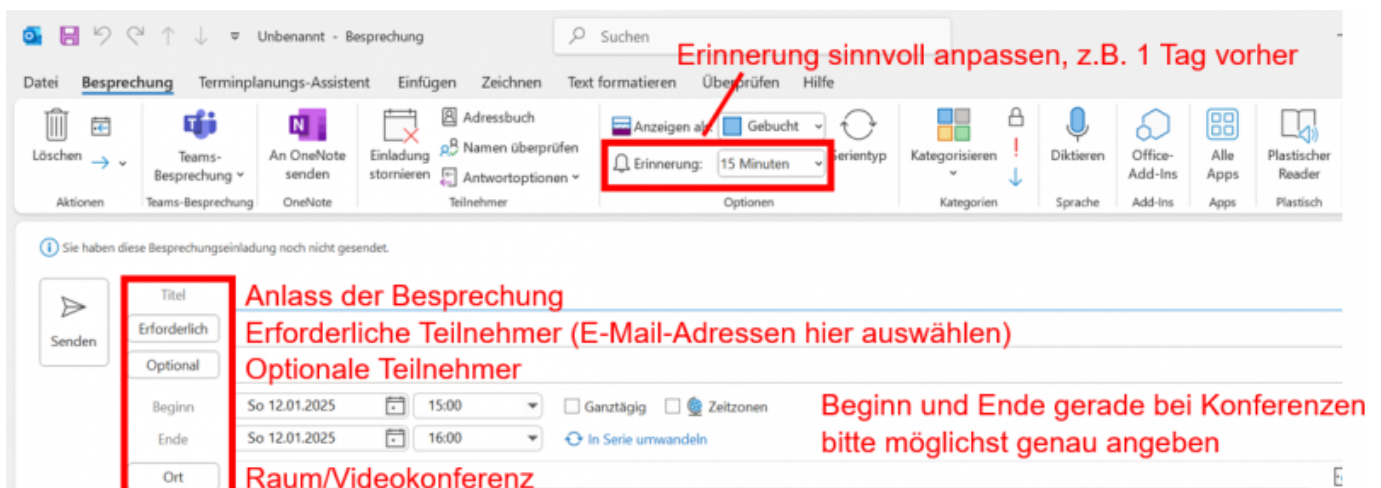 Unbenannt - Besprechung
Suchen
Erinnerung sinnvoll anpassen, z.B. 1 Tag vorher
Datei Besprechung Terminplanungs-Assistent Einfügen Zeichnen Text formatieren Überprüfen Hilfe
Löschen
Teams-Besprechung
An OneNote senden
Einladung stornieren
Adressbuch
Namen überprüfen
Antwortoptionen
Anzeigen als: Gebucht
Erinnerung: 15 Minuten
Serientyp
Kategorisieren
Diktieren
Office-Add-Ins
Alle Apps
Plastischer Reader
Aktionen Teams-Besprechung OneNote Teilnehmer Optionen Kategorien Sprache Add-Ins Apps Plastisch
Sie haben diese Besprechungseinladung noch nicht gesendet.
Senden
Titel Anlass der Besprechung
Erforderlich Erforderliche Teilnehmer (E-Mail-Adressen hier auswählen)
Optional Optionale Teilnehmer
Beginn So 12.01.2025 15:00 Ganztägig Zeitzonen Beginn und Ende gerade bei Konferenzen
Ende So 12.01.2025 16:00 In Serie umwandeln bitte möglichst genau angeben
Ort Raum/Videokonferenz